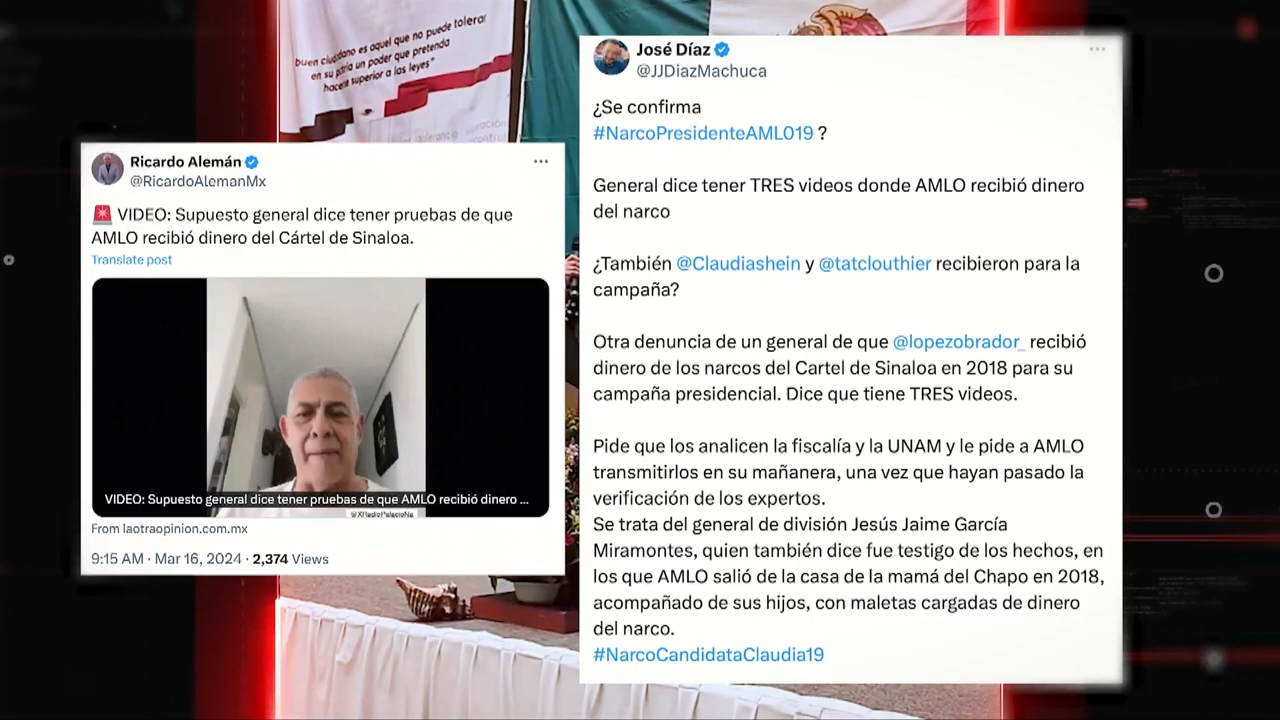 buen ciudadano es aquel que no puede tolerar
en su patria un poder que pretenda
hacerse superior a las leyes"
Ricardo Alemán
@RicardoAlemanMx
🚨 VIDEO: Supuesto general dice tener pruebas de que
AMLO recibió dinero del Cártel de Sinaloa.
Translate post
VIDEO: Supuesto general dice tener pruebas de que AMLO recibió dinero ...
@XRadioPalacioNa
From laotraopinion.com.mx
9:15 AM · Mar 16, 2024 · 2,374 Views
José Díaz
@JJDiazMachuca
¿Se confirma
#NarcoPresidenteAMLO19 ?
General dice tener TRES videos donde AMLO recibió dinero
del narco
¿También @Claudiashein y @tatclouthier recibieron para la
campaña?
Otra denuncia de un general de que @lopezobrador_ recibió
dinero de los narcos del Cartel de Sinaloa en 2018 para su
campaña presidencial. Dice que tiene TRES videos.
Pide que los analicen la fiscalía y la UNAM y le pide a AMLO
transmitirlos en su mañanera, una vez que hayan pasado la
verificación de los expertos.
Se trata del general de división Jesús Jaime García
Miramontes, quien también dice fue testigo de los hechos, en
los que AMLO salió de la casa de la mamá del Chapo en 2018,
acompañado de sus hijos, con maletas cargadas de dinero
del narco.
#NarcoCandidataClaudia19